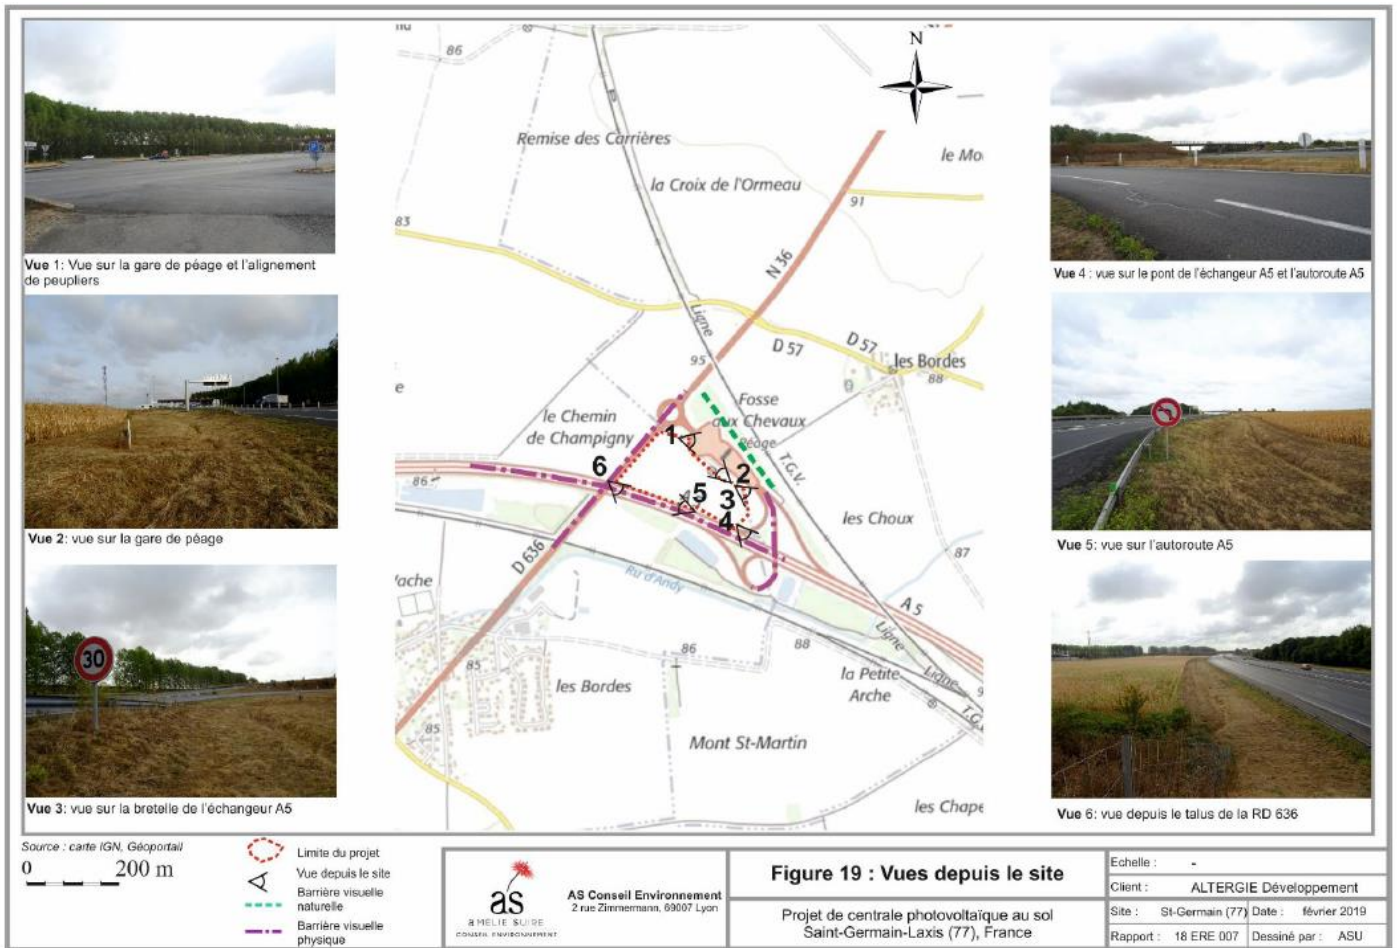 Vue 1: Vue sur la gare de péage et l'alignement
de peupliers
Vue 2: vue sur la gare de péage
30
Vue 3: vue sur la bretelle de l'échangeur A5
86
Remise des Carrières
la Croix de l'Ormeau
N
le Mo
91
83
N 36
Ligne
D 57
D 57
les Bordes
88
95
Fosse
aux Chevaux
Péage
le Chemin
de Champigny
1
6
2
T.G.V.
86
5
3
4
les Choux
87
D 636
Ru d'Andy
A 5
Vache
86
88
Ligne
Ligne
la Petite
Arche
T.G.V.
85
les Bordes
85
Mont St-Martin
les Chape
Vue 4 : vue sur le pont de l'échangeur A5 et l'autoroute A5
Vue 5: vue sur l'autoroute A5
Vue 6: vue depuis le talus de la RD 636
Source : carte IGN, Géoportail
0 200 m
Limite du projet
Vue depuis le site
Barrière visuelle
naturelle
Barrière visuelle
physique
as
AMÉLIE SUIRE
CONSEIL ENVIRONNEMENT
AS Conseil Environnement
2 rue Zimmermann, 69007 Lyon
Figure 19 : Vues depuis le site
Projet de centrale photovoltaïque au sol
Saint-Germain-Laxis (77), France
Echelle : -
Client : ALTERGIE Développement
Site : St-Germain (77) Date : février 2019
Rapport : 18 ERE 007 Dessiné par : ASU